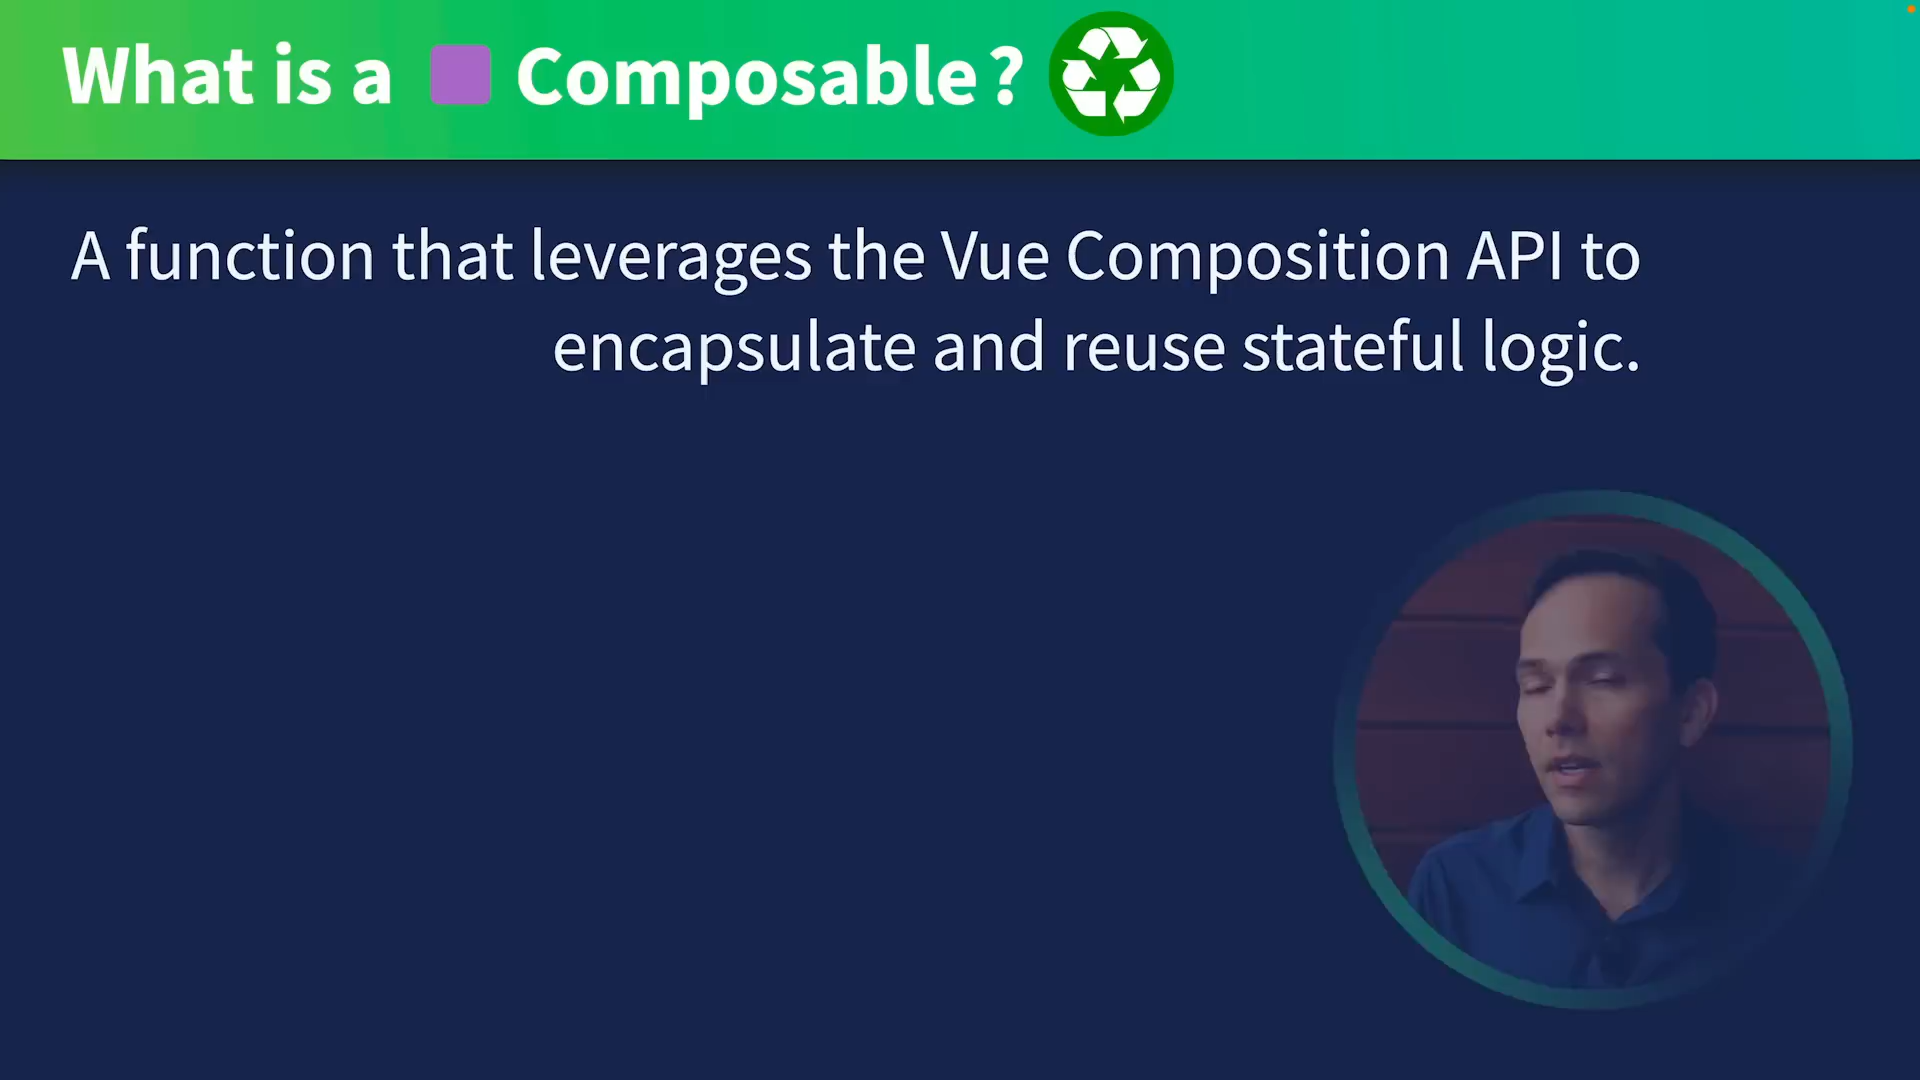 What is a Composable?
A function that leverages the Vue Composition API to
encapsulate and reuse stateful logic.